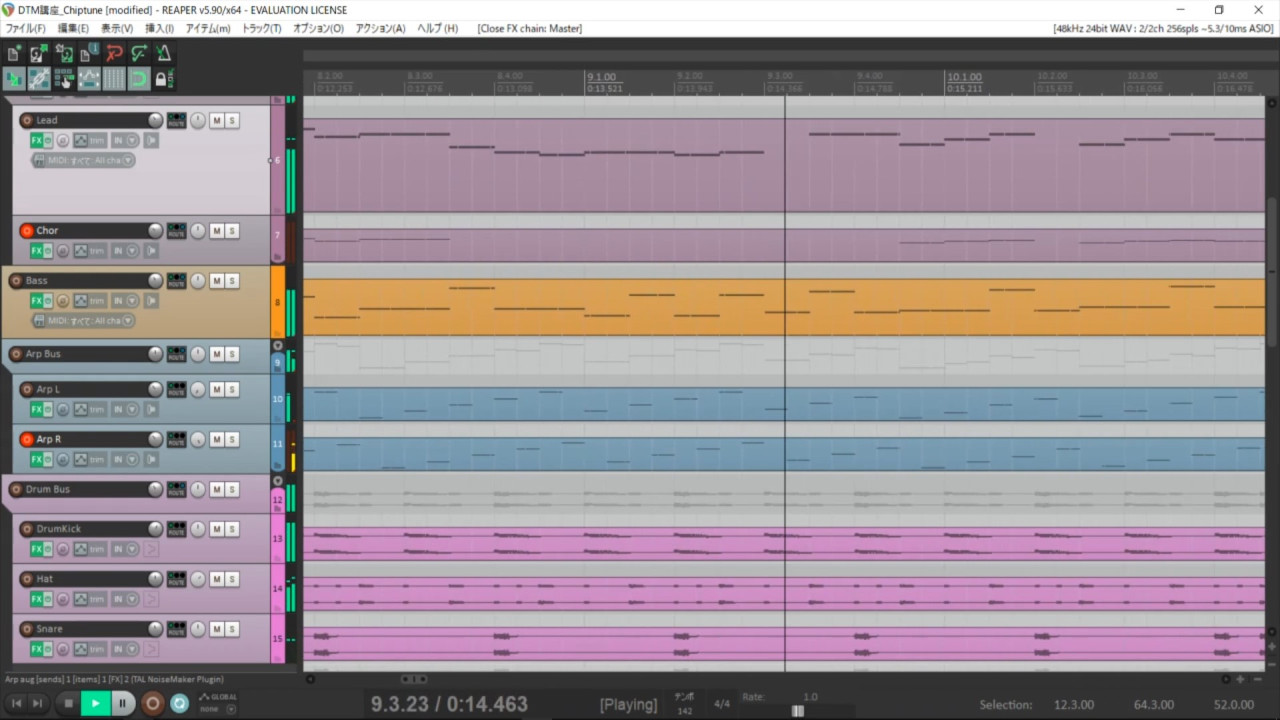 DTM講座_Chiptune [modified] - REAPER v5.90/x64 - EVALUATION LICENSE
ファイル(F) 編集(E) 表示(V) 挿入(I) アイテム(m) トラック(T) オプション(O) アクション(A) ヘルプ(H) [Close FX chain: Master] [48kHz 24bit WAV : 2/2ch 256spls ~5.3/10ms ASIO]
8.2.00 8.3.00 8.4.00 9.1.00 9.2.00 9.3.00 9.4.00 10.1.00 10.2.00 10.3.00 10.4.00
0:12.153 0:12.676 0:13.098 0:13.521 0:13.943 0:14.366 0:14.788 0:15.211 0:15.633 0:16.056 0:16.478
Lead ROUTE M S
FX trim IN
MIDI: すべて: All cha
6
Chor ROUTE M S
FX trim IN
7
Bass ROUTE M S
FX trim IN
MIDI: すべて: All cha
8
Arp Bus ROUTE M S
9
Arp L ROUTE M S
FX trim IN
10
Arp R ROUTE M S
FX trim IN
11
Drum Bus ROUTE M S
12
DrumKick ROUTE M S
FX trim IN
13
Hat ROUTE M S
FX trim IN
14
Snare ROUTE M S
FX trim IN
15
Arp aug [sends] 1 [items] 1 [FX] 2 (TAL NoiseMaker Plugin)
GLOBAL
none
9.3.23 / 0:14.463 [Playing]
テンポ
142
4/4
Rate: 1.0
Selection: 12.3.00 64.3.00 52.0.00